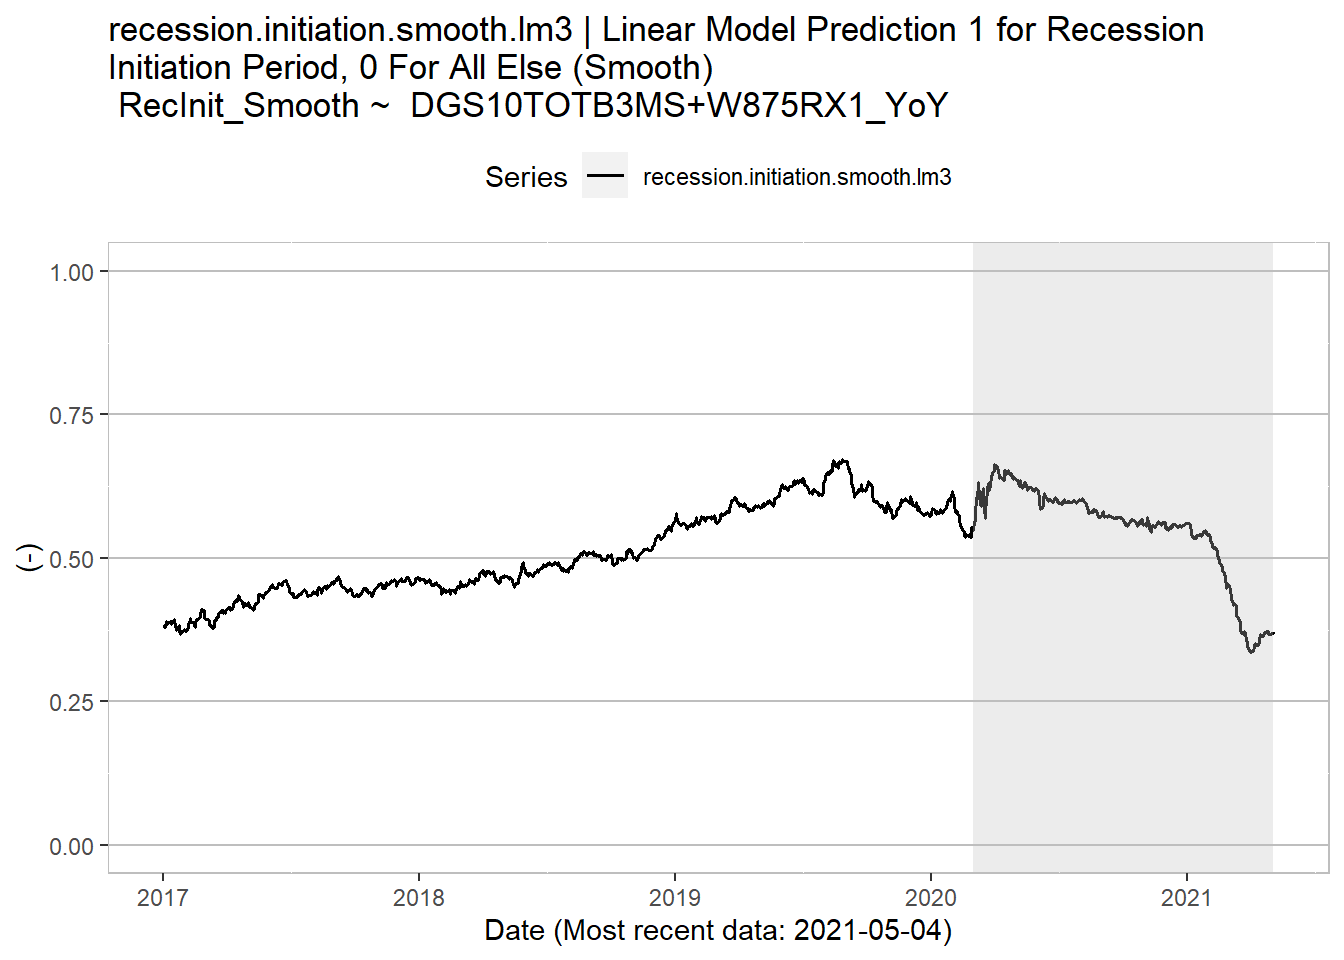 recession.initiation.smooth.lm3 | Linear Model Prediction 1 for Recession
Initiation Period, 0 For All Else (Smooth)
RecInit_Smooth ~ DGS10TOTB3MS+W875RX1_YoY
Series recession.initiation.smooth.lm3
1.00
0.75
0.50
0.25
0.00
(-)
2017 2018 2019 2020 2021
Date (Most recent data: 2021-05-04)